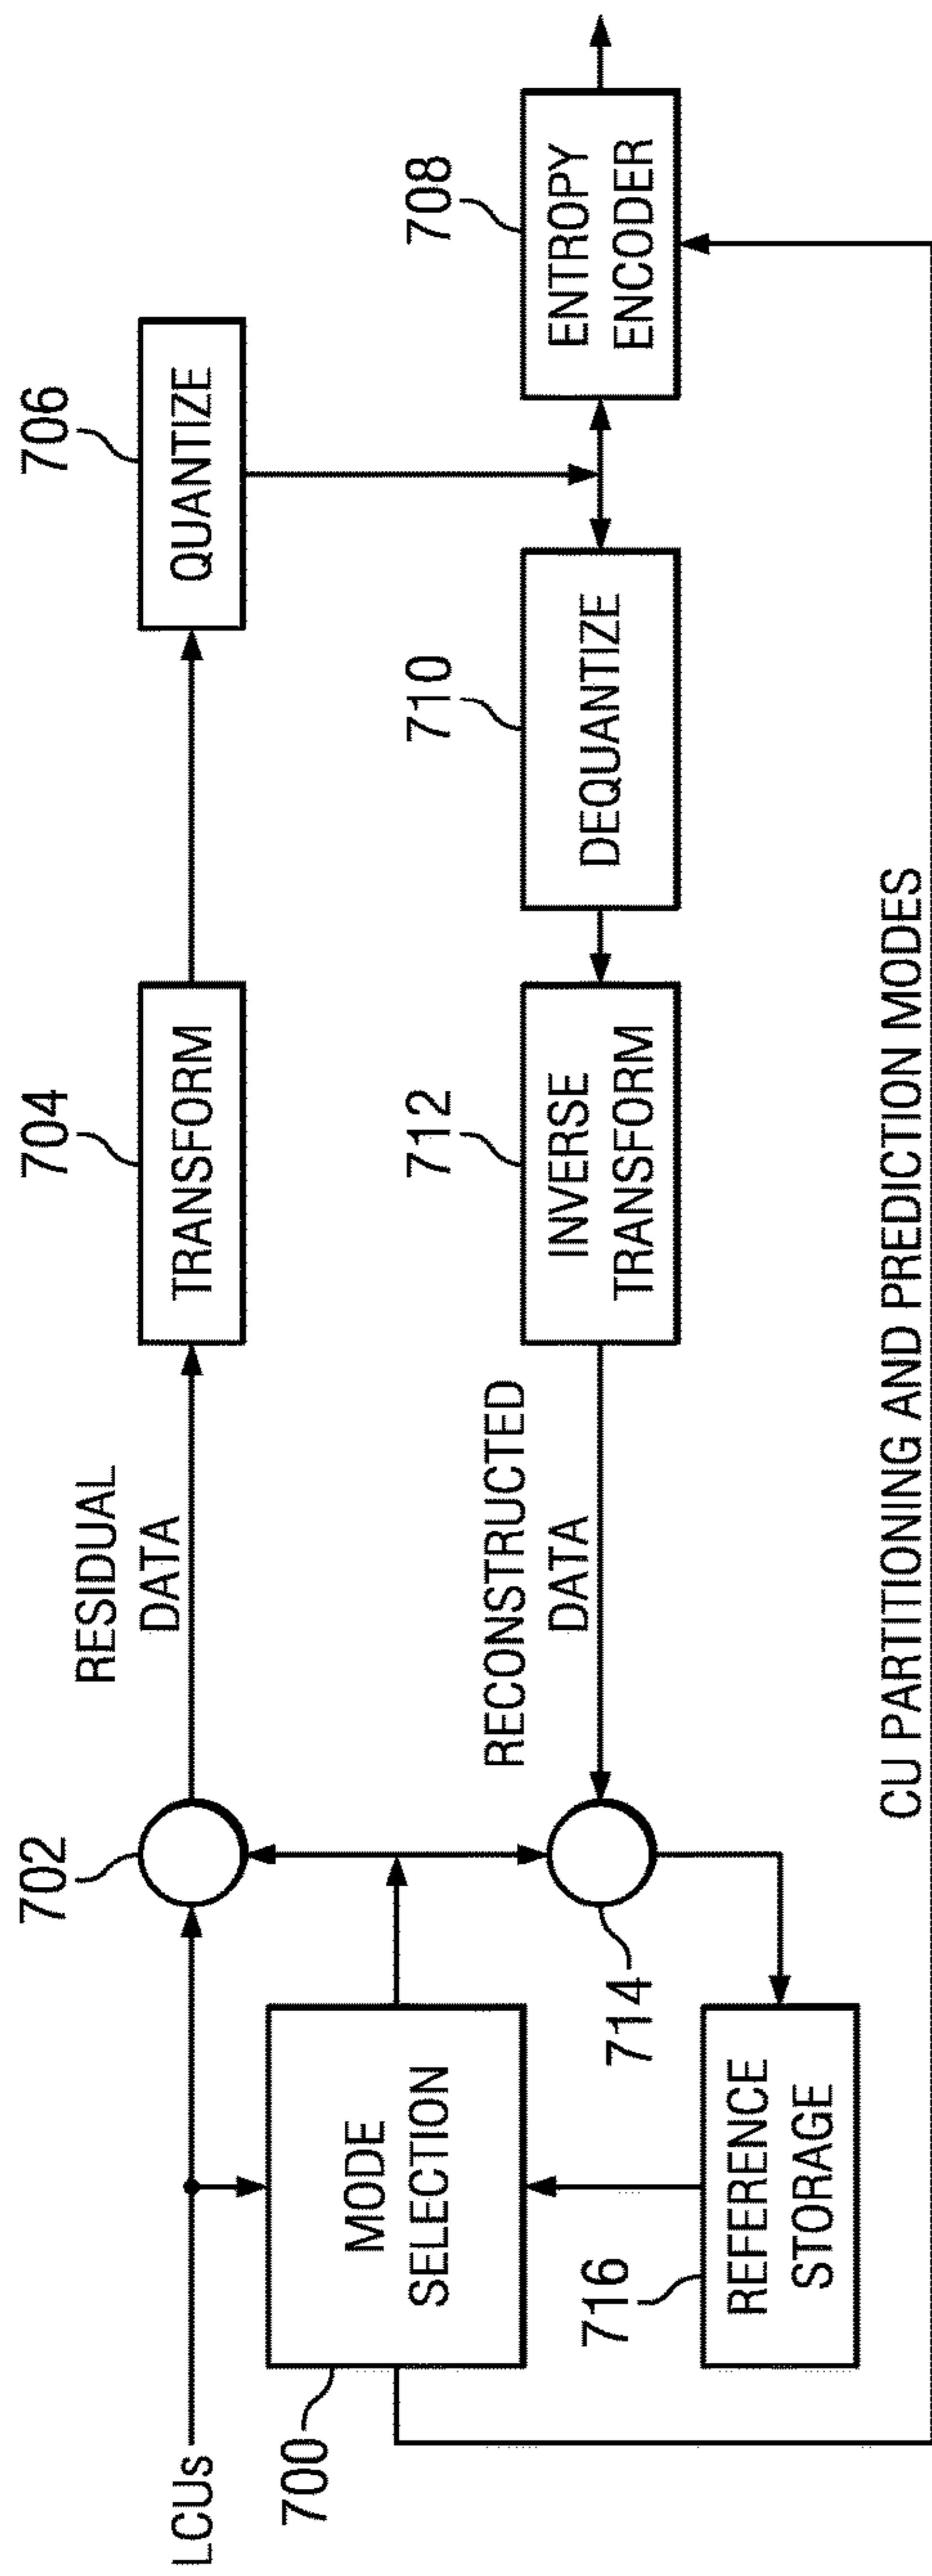 702
RESIDUAL
DATA
704
706
LCUs
TRANSFORM
QUANTIZE
700
MODE
SELECTION
714
RECONSTRUCTED
DATA
712
INVERSE
TRANSFORM
710
DEQUANTIZE
708
ENTROPY
ENCODER
716
REFERENCE
STORAGE
CU PARTITIONING AND PREDICTION MODES